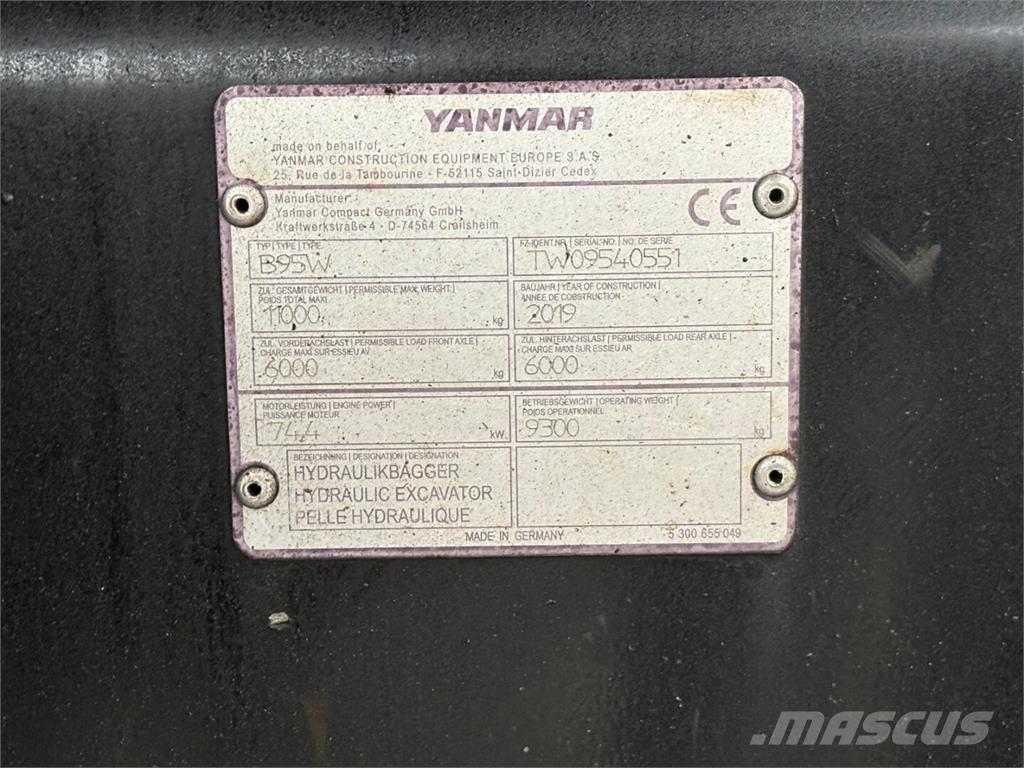 YANMAR
made on behalf of
YANMAR CONSTRUCTION EQUIPMENT EUROPE S.A.S.
25, Rue de la Tambourine - F-52115 Saint-Dizier Cedex
Manufacturer:
Yanmar Compact Germany GmbH
Kraftwerkstraße 4 - D-74564 Crailsheim
CE
TYP | TYPE | TYPE
B95W
FZ-IDENT.NR. | SERIAL-NO. | NO. DE SERIE
TW09540551
ZUL. GESAMTGEWICHT | PERMISSIBLE MAX. WEIGHT |
POIDS TOTAL MAXI
11000 kg
BAUJAHR | YEAR OF CONSTRUCTION |
ANNEE DE COBSTRUCTION
2019
ZUL. VORDERACHSLAST | PERMISSIBLE LOAD FRONT AXLE |
CHARGE MAXI SUR ESSIEU AV
6000 kg
ZUL. HINTERACHSLAST | PERMISSIBLE LOAD REAR AXLE |
CHARGE MAXI SUR ESSIEU AR
6000 kg
MOTORLEISTUNG | ENGINE POWER |
PUISSANCE MOTEUR
74,4 kW
BETRIEBSGEWICHT | OPERATING WEIGHT |
POIDS OPERATIONNEL
9300 kg
BEZEICHNUNG | DESIGNATION | DESIGNATION
HYDRAULIKBAGGER
HYDRAULIC EXCAVATOR
PELLE HYDRAULIQUE
MADE IN GERMANY
5 300 655 049
MASCUS